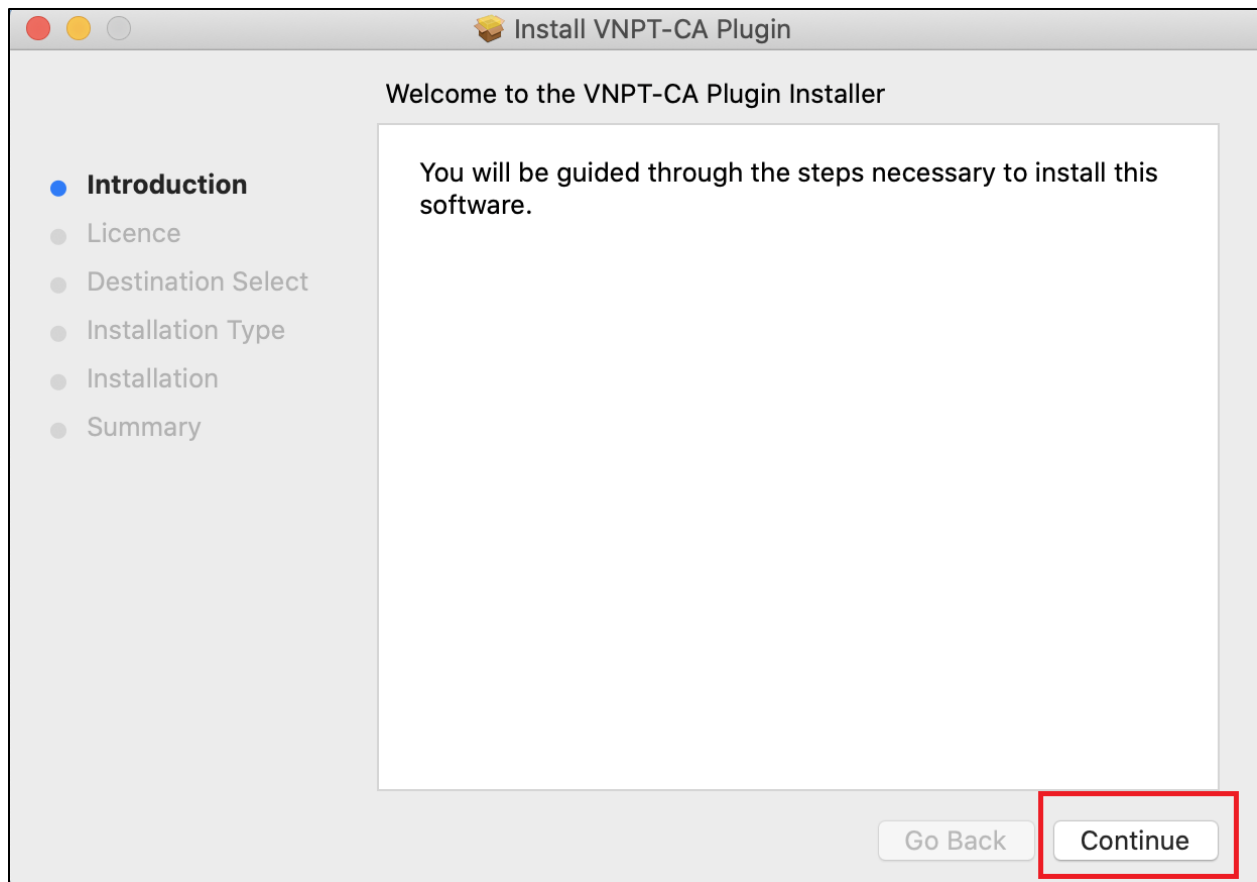 Install VNPT-CA Plugin
Welcome to the VNPT-CA Plugin Installer
Introduction
Licence
Destination Select
Installation Type
Installation
Summary
You will be guided through the steps necessary to install this
software.
Go Back
Continue